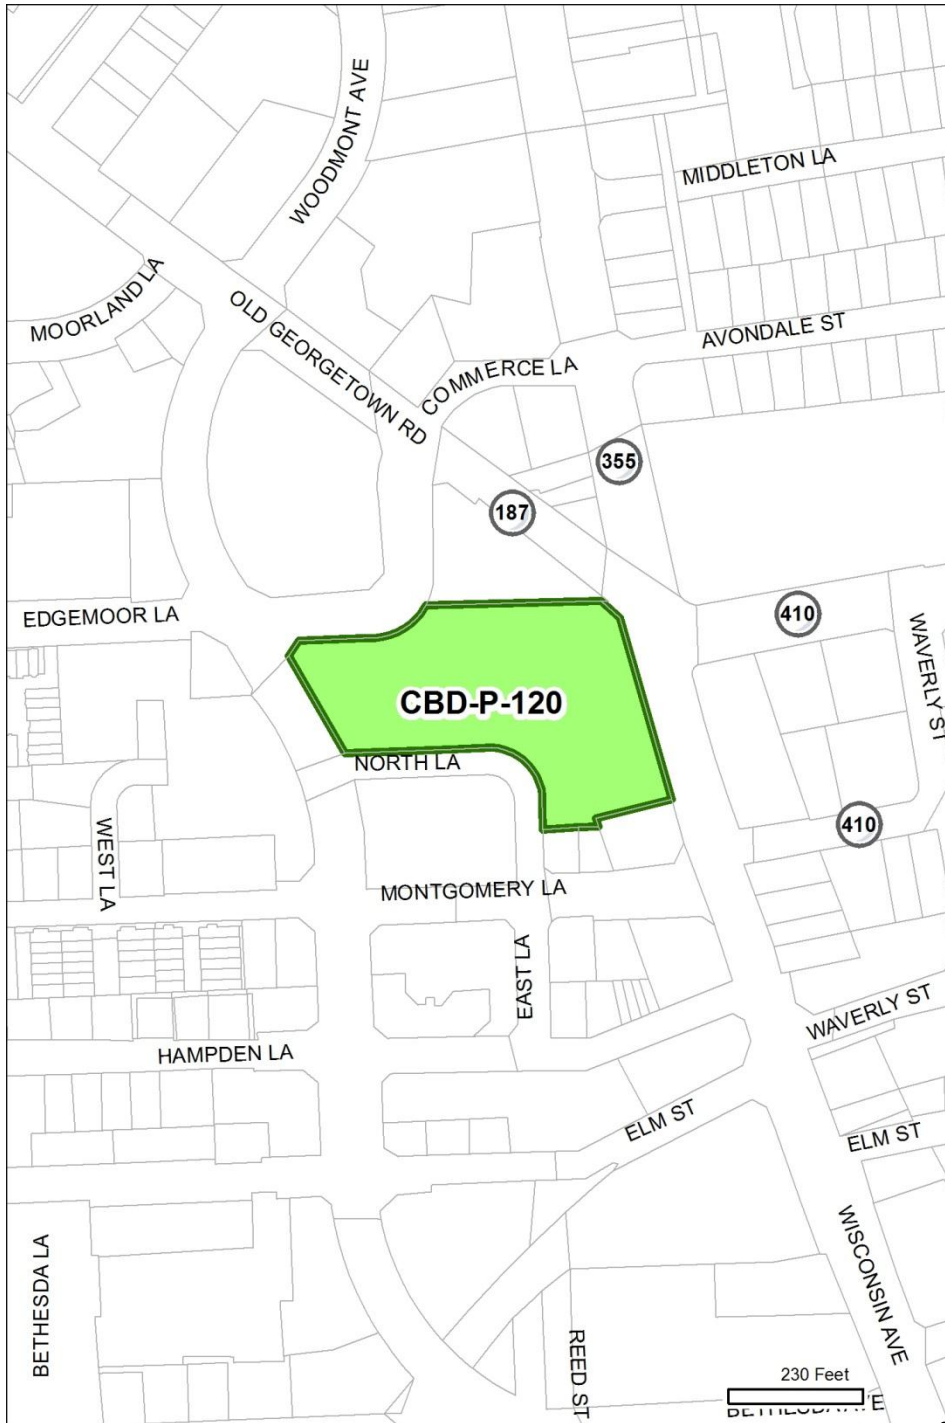 WOODMONT AVE
MIDDLETON LA
MOORLAND LA
OLD GEORGETOWN RD
AVONDALE ST
COMMERCE LA
355
187
EDGEMOOR LA
410
WAVERLY ST
CBD-P-120
NORTH LA
WEST LA
410
MONTGOMERY LA
EAST LA
WAVERLY ST
HAMPDEN LA
ELM ST
ELM ST
BETHESDA LA
WISCONSIN AVE
REED ST
230 Feet
BETHESDA AVE